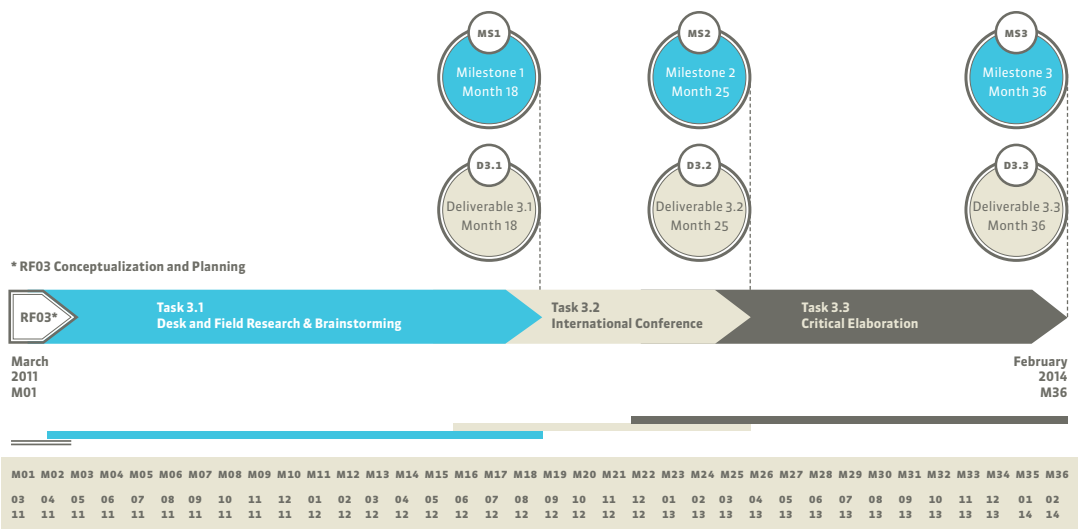 MS1
Milestone 1
Month 18
MS2
Milestone 2
Month 25
MS3
Milestone 3
Month 36
D3.1
Deliverable 3.1
Month 18
D3.2
Deliverable 3.2
Month 25
D3.3
Deliverable 3.3
Month 36
* RF03 Conceptualization and Planning
RF03*
Task 3.1
Desk and Field Research & Brainstorming
Task 3.2
International Conference
Task 3.3
Critical Elaboration
March
2011
M01
February
2014
M36
M01 M02 M03 M04 M05 M06 M07 M08 M09 M10 M11 M12 M13 M14 M15 M16 M17 M18 M19 M20 M21 M22 M23 M24 M25 M26 M27 M28 M29 M30 M31 M32 M33 M34 M35 M36
03 04 05 06 07 08 09 10 11 12 01 02 03 04 05 06 07 08 09 10 11 12 01 02 03 04 05 06 07 08 09 10 11 12 01 02
11 11 11 11 11 11 11 11 11 11 12 12 12 12 12 12 12 12 12 12 12 12 13 13 13 13 13 13 13 13 13 13 13 13 14 14